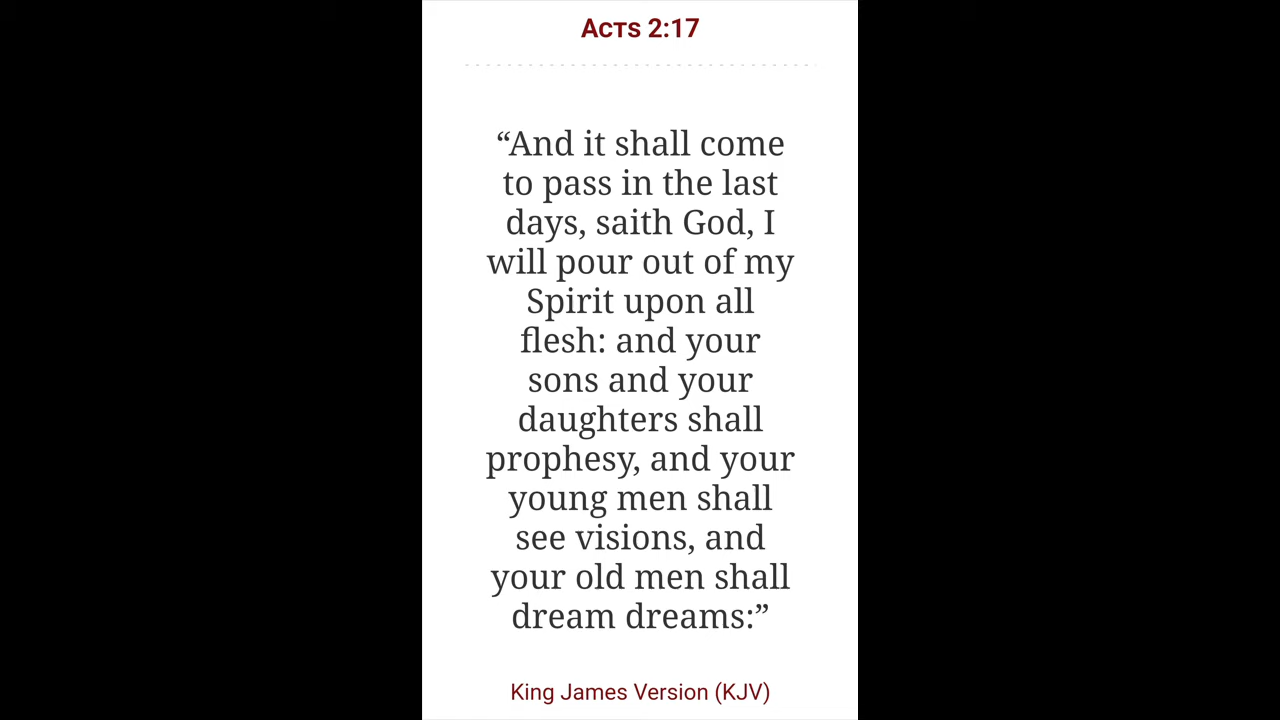 Acts 2:17
“And it shall come
to pass in the last
days, saith God, I
will pour out of my
Spirit upon all
flesh: and your
sons and your
daughters shall
prophesy, and your
young men shall
see visions, and
your old men shall
dream dreams:”
King James Version (KJV)